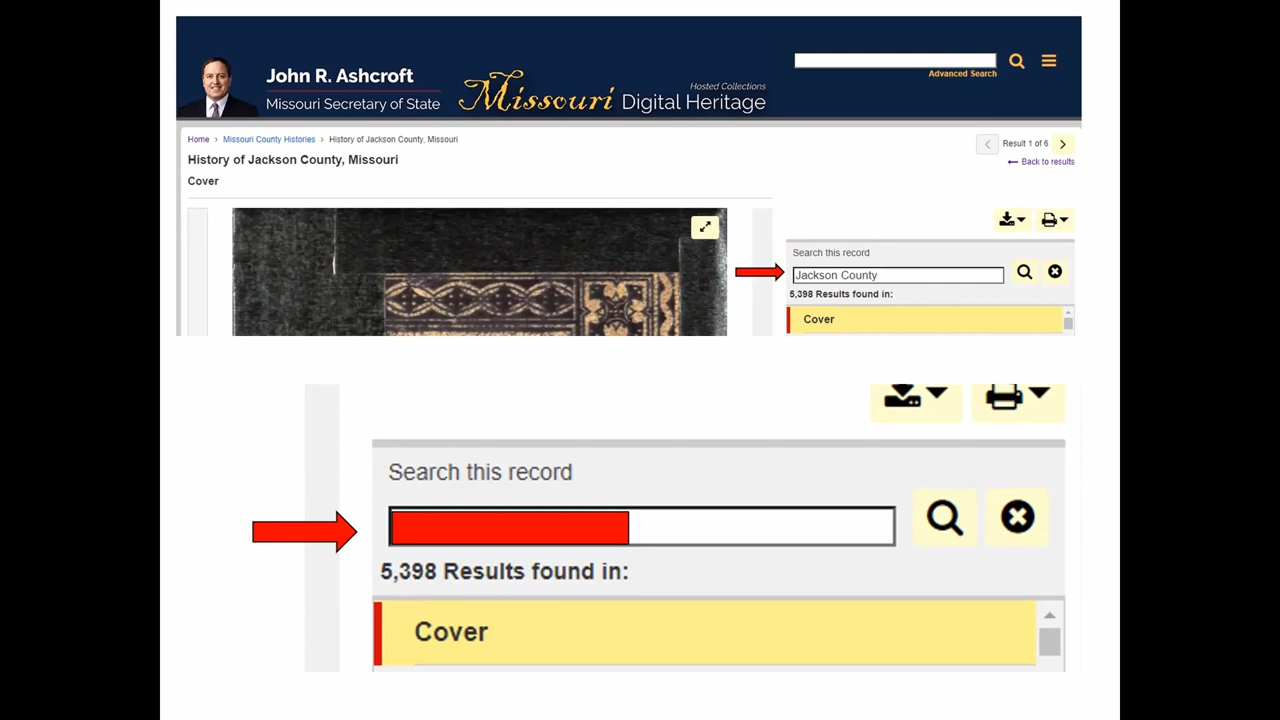 John R. Ashcroft
Missouri Secretary of State
Hosted Collections
Missouri Digital Heritage
Advanced Search
Home > Missouri County Histories > History of Jackson County, Missouri
Result 1 of 6
History of Jackson County, Missouri
Back to results
Cover
Search this record
Jackson County
5,398 Results found in:
Cover
Search this record
5,398 Results found in:
Cover